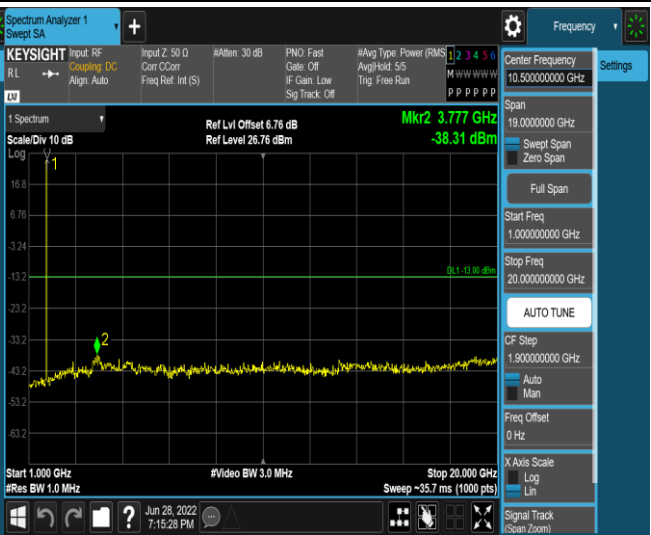 Spectrum Analyzer 1
Swept SA
+
Frequency
KEYSIGHT
RL
LXI
Input: RF
Coupling: DC
Align: Auto
Input Z: 50 Ω
Corr CCorr
Freq Ref: Int (S)
#Atten: 30 dB
PNO: Fast
Gate: Off
IF Gain: Low
Sig Track: Off
#Avg Type: Power (RMS
Avg|Hold: 5/5
Trig: Free Run
1 2 3 4 5 6
M W W W W W
P P P P P P
1 Spectrum
Scale/Div 10 dB
Log
Ref Lvl Offset 6.76 dB
Ref Level 26.76 dBm
Mkr2 3.777 GHz
-38.31 dBm
1
16.8
6.76
-3.24
-13.2
DL1 -13.00 dBm
-23.2
-33.2
2
-43.2
-53.2
-63.2
Start 1.000 GHz
#Res BW 1.0 MHz
#Video BW 3.0 MHz
Stop 20.000 GHz
Sweep ~35.7 ms (1000 pts)
?
Jun 28, 2022
7:15:28 PM
Center Frequency
10.500000000 GHz
Span
19.0000000 GHz
Swept Span
Zero Span
Full Span
Start Freq
1.000000000 GHz
Stop Freq
20.000000000 GHz
AUTO TUNE
CF Step
1.900000000 GHz
Auto
Man
Freq Offset
0 Hz
X Axis Scale
Log
Lin
Signal Track
(Span Zoom)
Settings